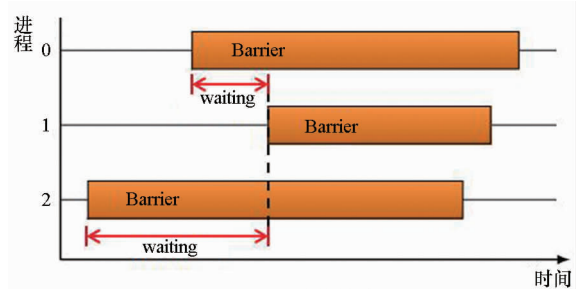 进程
0
Barrier
waiting
1
Barrier
2
Barrier
waiting
时间